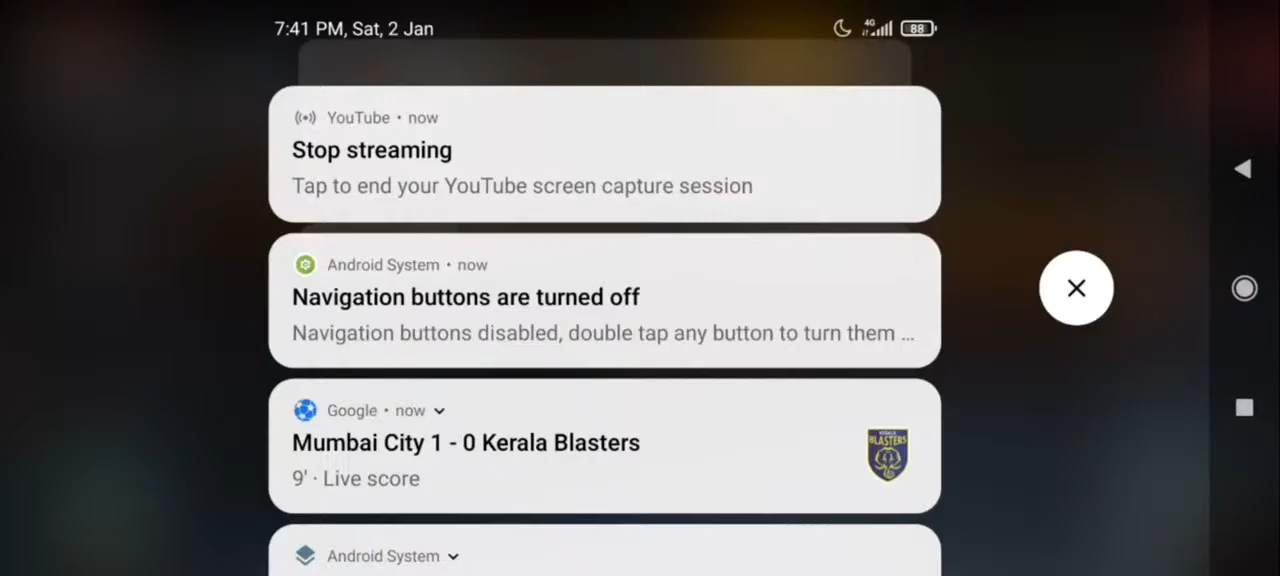 7:41 PM, Sat, 2 Jan
4G
88
YouTube • now
Stop streaming
Tap to end your YouTube screen capture session
Android System • now
Navigation buttons are turned off
Navigation buttons disabled, double tap any button to turn them ...
Google • now
Mumbai City 1 - 0 Kerala Blasters
9' · Live score
KERALA
BLASTERS
Android System